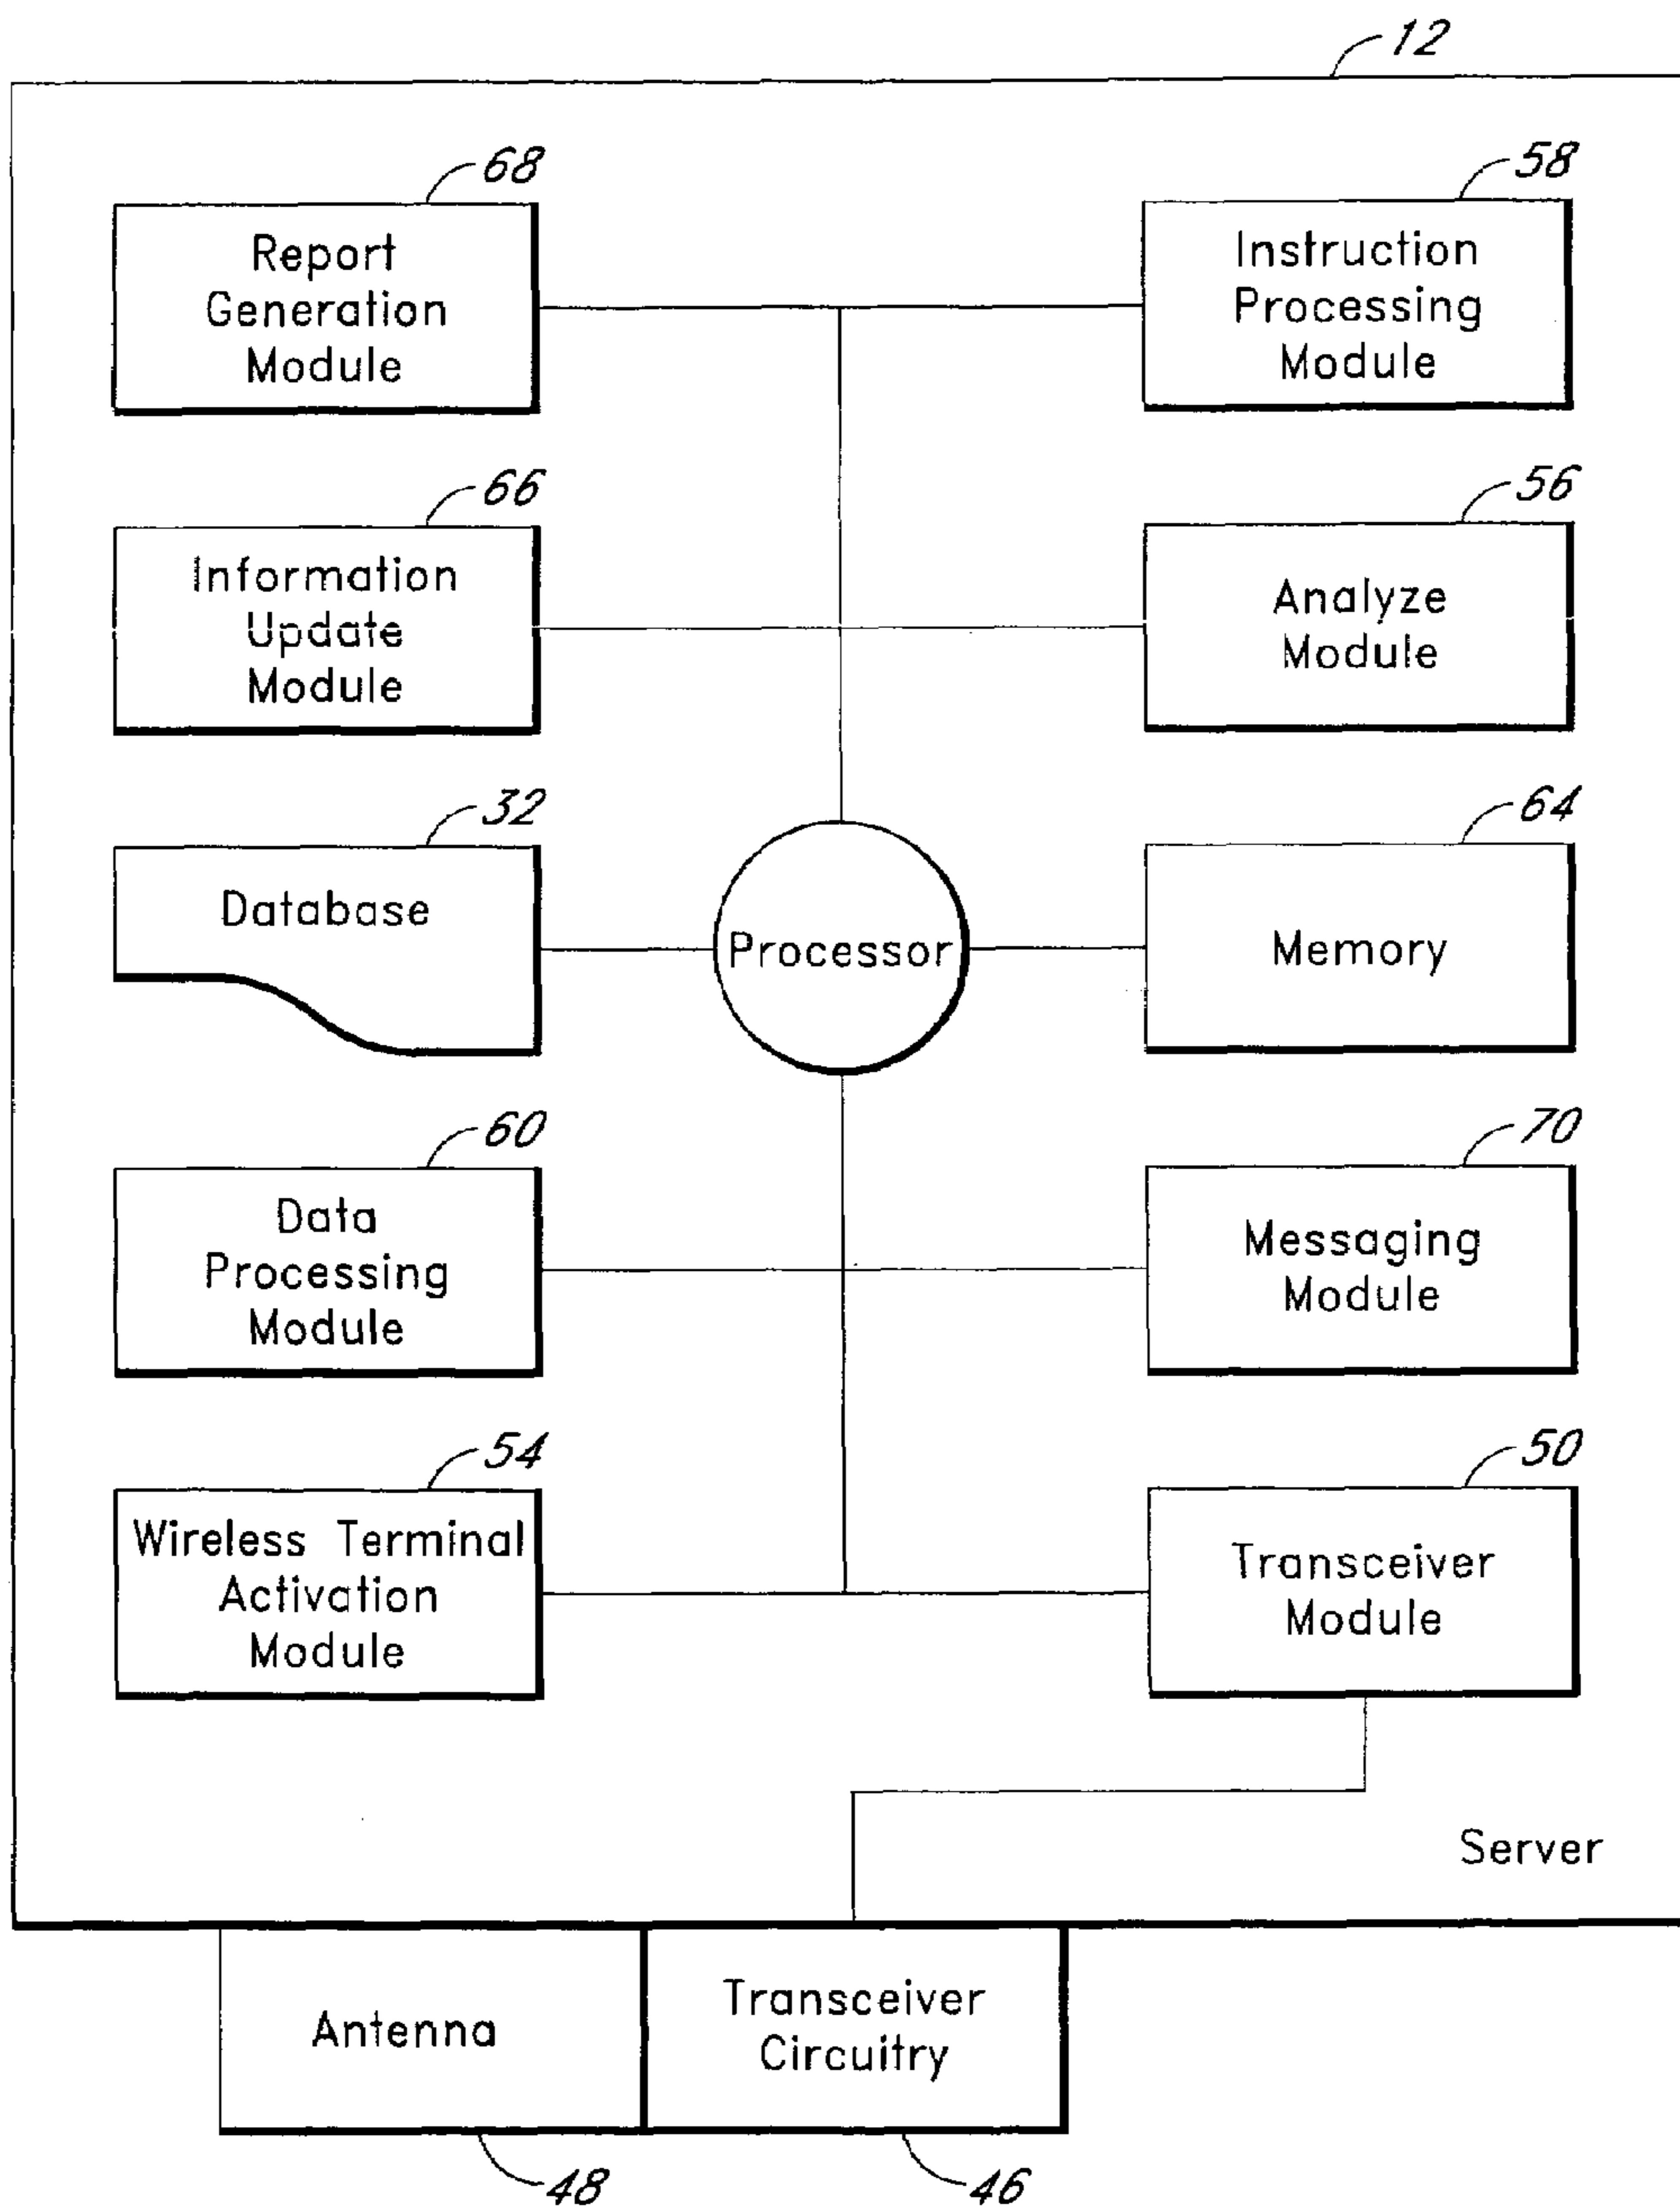 12
68
Report
Generation
Module
58
Instruction
Processing
Module
66
Information
Update
Module
56
Analyze
Module
32
Database
Processor
64
Memory
60
Data
Processing
Module
70
Messaging
Module
54
Wireless Terminal
Activation
Module
50
Transceiver
Module
Server
Antenna
Transceiver
Circuitry
48
46